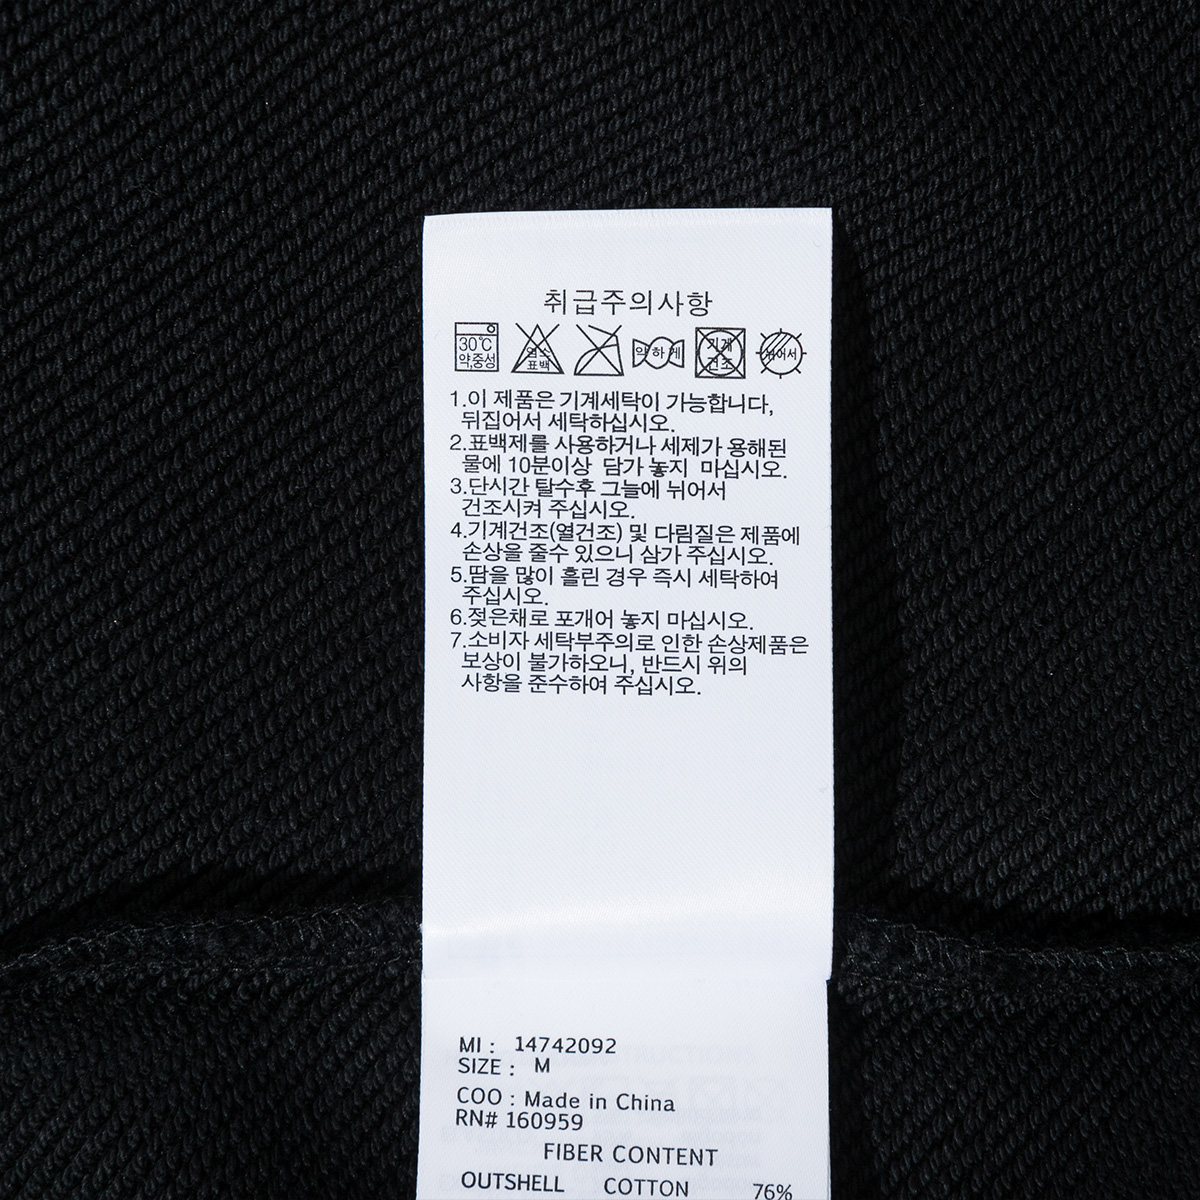 취급주의사항
30℃ 약,중성
염소 표백
약하게
기계 건조
뉘어서
1.이 제품은 기계세탁이 가능합니다,
뒤집어서 세탁하십시오.
2.표백제를 사용하거나 세제가 용해된
물에 10분이상 담가 놓지 마십시오.
3.단시간 탈수후 그늘에 뉘어서
건조시켜 주십시오.
4.기계건조(열건조) 및 다림질은 제품에
손상을 줄수 있으니 삼가 주십시오.
5.땀을 많이 흘린 경우 즉시 세탁하여
주십시오.
6.젖은채로 포개어 놓지 마십시오.
7.소비자 세탁부주의로 인한 손상제품은
보상이 불가하오니, 반드시 위의
사항을 준수하여 주십시오.
MI : 14742092
SIZE : M
COO : Made in China
RN# 160959
FIBER CONTENT
OUTSHELL COTTON 76%